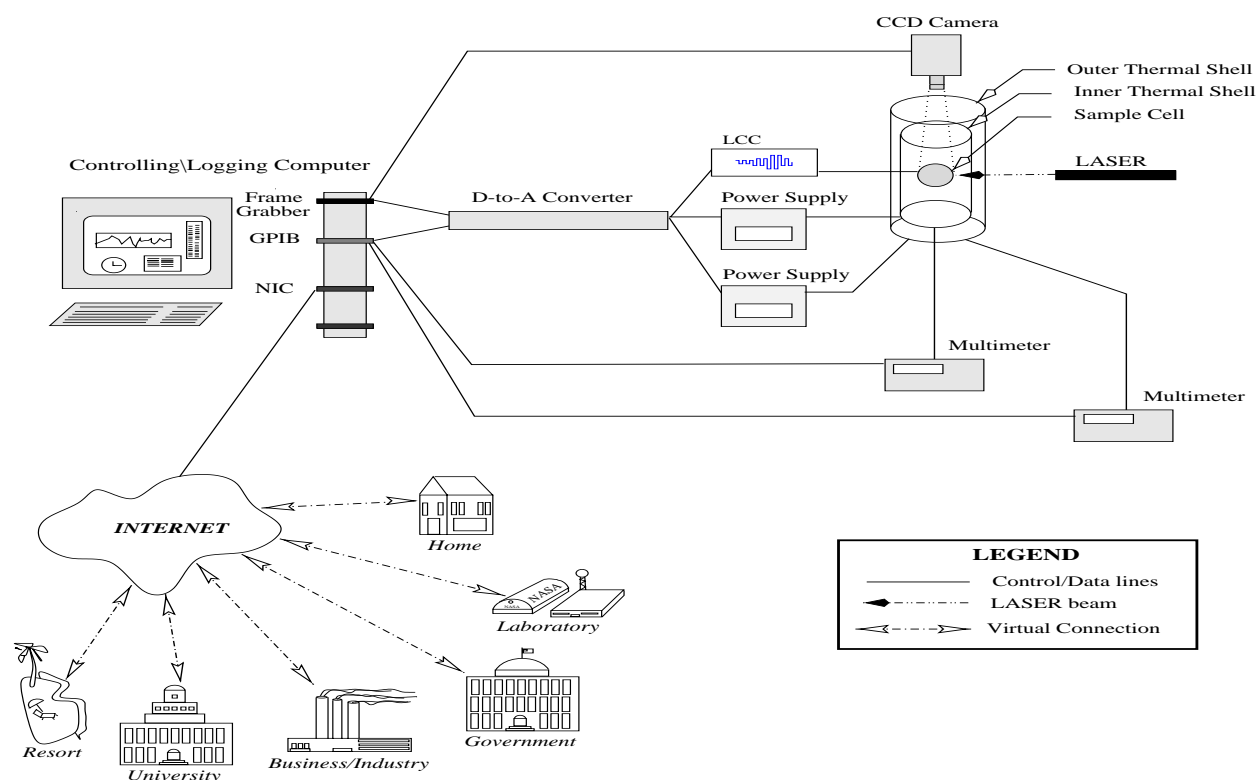 CCD Camera
Outer Thermal Shell
Inner Thermal Shell
Sample Cell
LCC
LASER
Controlling\Logging Computer
Frame
Grabber
D-to-A Converter
Power Supply
GPIB
Power Supply
NIC
Multimeter
Multimeter
INTERNET
Home
NASA
NASA
Laboratory
LEGEND
Control/Data lines
LASER beam
Virtual Connection
Resort
University
Business/Industry
Government